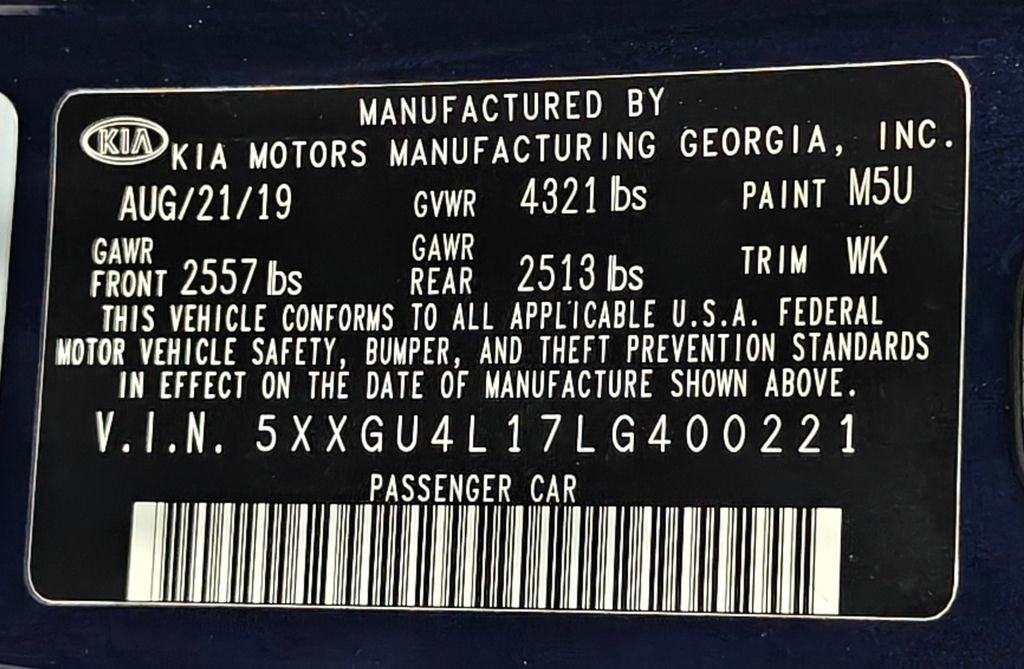 MANUFACTURED BY
KIA KIA MOTORS MANUFACTURING GEORGIA, INC.
AUG/21/19 GVWR 4321 lbs PAINT M5U
GAWR FRONT 2557 lbs GAWR REAR 2513 lbs TRIM WK
THIS VEHICLE CONFORMS TO ALL APPLICABLE U.S.A. FEDERAL
MOTOR VEHICLE SAFETY, BUMPER, AND THEFT PREVENTION STANDARDS
IN EFFECT ON THE DATE OF MANUFACTURE SHOWN ABOVE.
V.I.N. 5XXGU4L17LG400221
PASSENGER CAR